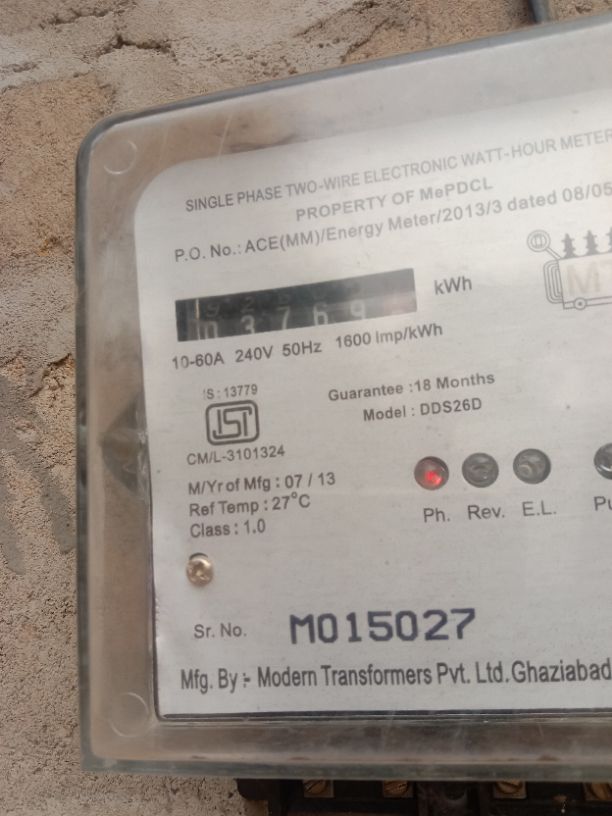 SINGLE PHASE TWO-WIRE ELECTRONIC WATT-HOUR METER
PROPERTY OF MePDCL
P.O. No.: ACE(MM)/Energy Meter/2013/3 dated 08/05
kWh
10-60A 240V 50Hz 1600 Imp/kWh
IS : 13779
Guarantee : 18 Months
Model : DDS26D
ISI
CM/L-3101324
M/Yr of Mfg : 07 / 13
Ref Temp : 27°C
Class : 1.0
Ph. Rev. E.L.
Sr. No. M015027
Mfg. By :- Modern Transformers Pvt. Ltd. Ghaziabad